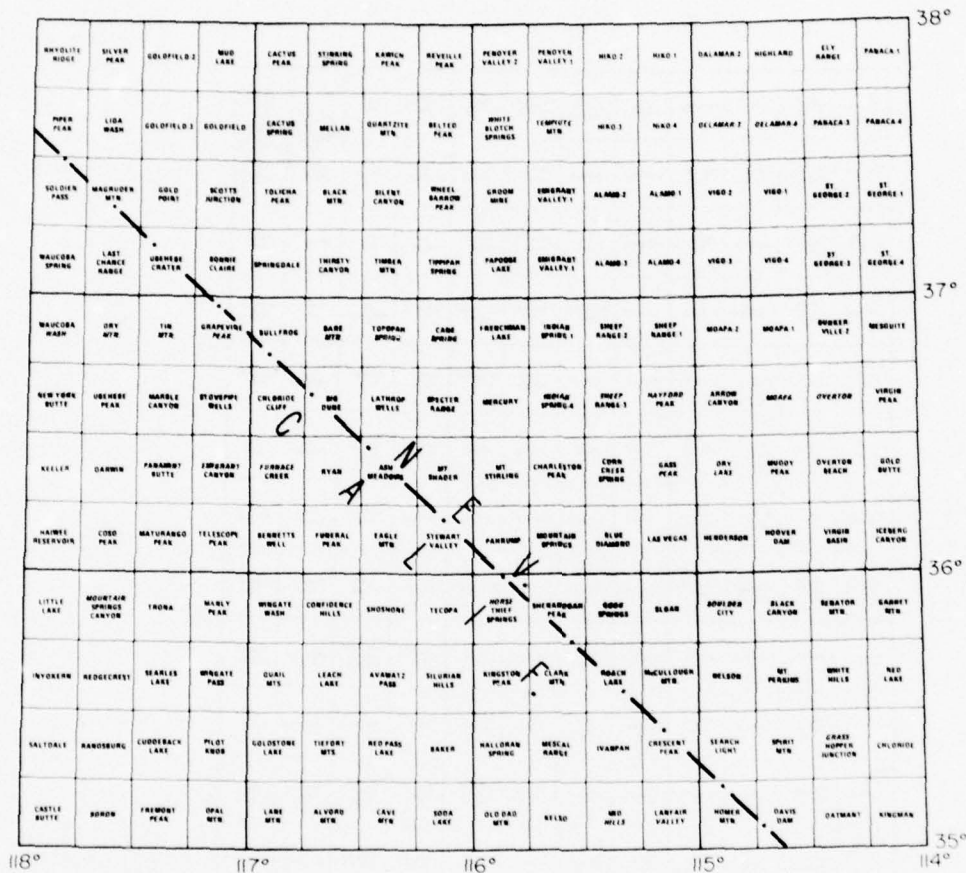 38°
RHYOLITE RIDGE SILVER PEAK GOLDFIELD-2 MUD LAKE CACTUS PEAK STINKING SPRING KAWICH PEAK REVEILLE PEAK PENOYER VALLEY-2 PENOYER VALLEY-1 HIKO-2 HIKO-1 DALAMAR-2 HIGHLAND ELY RANGE PANACA-1
PIPER PEAK LIDA WASH GOLDFIELD-3 GOLDFIELD CACTUS SPRING MELLAN QUARTZITE MTN. BELTED PEAK WHITE BLOTCH SPRINGS TEMPIUTE MTN. HIKO-3 HIKO-4 DELAMAR-3 DELAMAR-4 PANACA-3 PANACA-4
SOLDIEN PASS MAGRUDEN MTN. GOLD POINT SCOTTS JUNCTION TOLICHA PEAK BLACK MTN. SILENT CANYON WHEEL BARROW PEAK GROOM MINE EMIGRANT VALLEY-1 ALAMO-2 ALAMO-1 VIGO-2 VIGO-1 ST. GEORGE-2 ST. GEORGE-1
WAUCOBA SPRING LAST CHANCE RANGE UBEHEBE CRATER BONNIE CLAIRE SPRINGDALE THIRSTY CANYON TIMBER MTN. TIPPIPAH SPRING PAPOOSE LAKE EMIGRANT VALLEY-1 ALAMO-3 ALAMO-4 VIGO-3 VIGO-4 ST. GEORGE-3 ST. GEORGE-4
37°
WAUCOBA WASH DRY MTN. TIN MTN. GRAPEVINE PEAK BULLFROG BARE MTN. TOPOPAH SPRING CANE SPRING FRENCHMAN LAKE INDIAN SPRING-1 SHEEP RANGE-2 SHEEP RANGE-1 MOAPA-2 MOAPA-1 BUNKER VILLE-2 MESQUITE
NEW YORK BUTTE UBEHEBE PEAK MARBLE CANYON STOVEPIPE WELLS CHLORIDE CLIFF BIG DUNE LATHROP WELLS SPECTER RANGE MERCURY INDIAN SPRING-4 SHEEP RANGE-3 HAYFORD PEAK ARROW CANYON MOAPA OVERTON VIRGIN PEAK
KEELER DARWIN PANAMINT BUTTE EMIGRANT CANYON FURNACE CREEK RYAN ASH MEADOWS MT. SHADER MT STIRLING CHARLESTON PEAK CORN CREEK SPRING GASS PEAK DRY LAKE MUDDY PEAK OVERTON BEACH GOLD BUTTE
HAIWEE RESERVOIR COSO PEAK MATURANGO PEAK TELESCOPE PEAK BENNETTS WELL FUNERAL PEAK EAGLE MTN. STEWART VALLEY PAHRUMP MOUNTAIN SPRINGS BLUE DIAMOND LAS VEGAS HENDERSON HOOVER DAM VIRGIN BASIN ICEBERG CANYON
36°
LITTLE LAKE MOUNTAIN SPRINGS CANYON TRONA MANLY PEAK WINGATE WASH CONFIDENCE HILLS SHOSHONE TECOPA HORSE THIEF SPRINGS SHENANDOAH PEAK GOOD SPRINGS SLOAN BOULDER CITY BLACK CANYON SENATOR MTN. GARRET MTN.
INYOKERN REDGECREST SEARLES LAKE WINGATE PASS QUAIL MTS. LEACH LAKE AVAWATZ PASS SILURIAN HILLS KINGSTON PEAK CLARK MTN. ROACH LAKE McCULLOUGH MTN. NELSON MT PERKINS WHITE HILLS RED LAKE
SALTDALE RANDSBURG CUDDEBACK LAKE PILOT KNOB GOLDSTONE LAKE TIEFORT MTS. RED PASS LAKE BAKER HALLORAN SPRING MESCAL RANGE IVANPAH CRESCENT PEAK SEARCH LIGHT SPIRIT MTN. GRASS HOPPER JUNCTION CHLORIDE
CASTLE BUTTE BORON FREMONT PEAK OPAL MTN. LANE MTN. ALVORD MTN. CAVE MTN. SODA LAKE OLD DAD MTN. KELSO MID HILLS LANFAIR VALLEY HOMER MTN. DAVIS DAM OATMANT KINGMAN
35°
118° 117° 116° 115° 114°
N E V.
C A L I F.